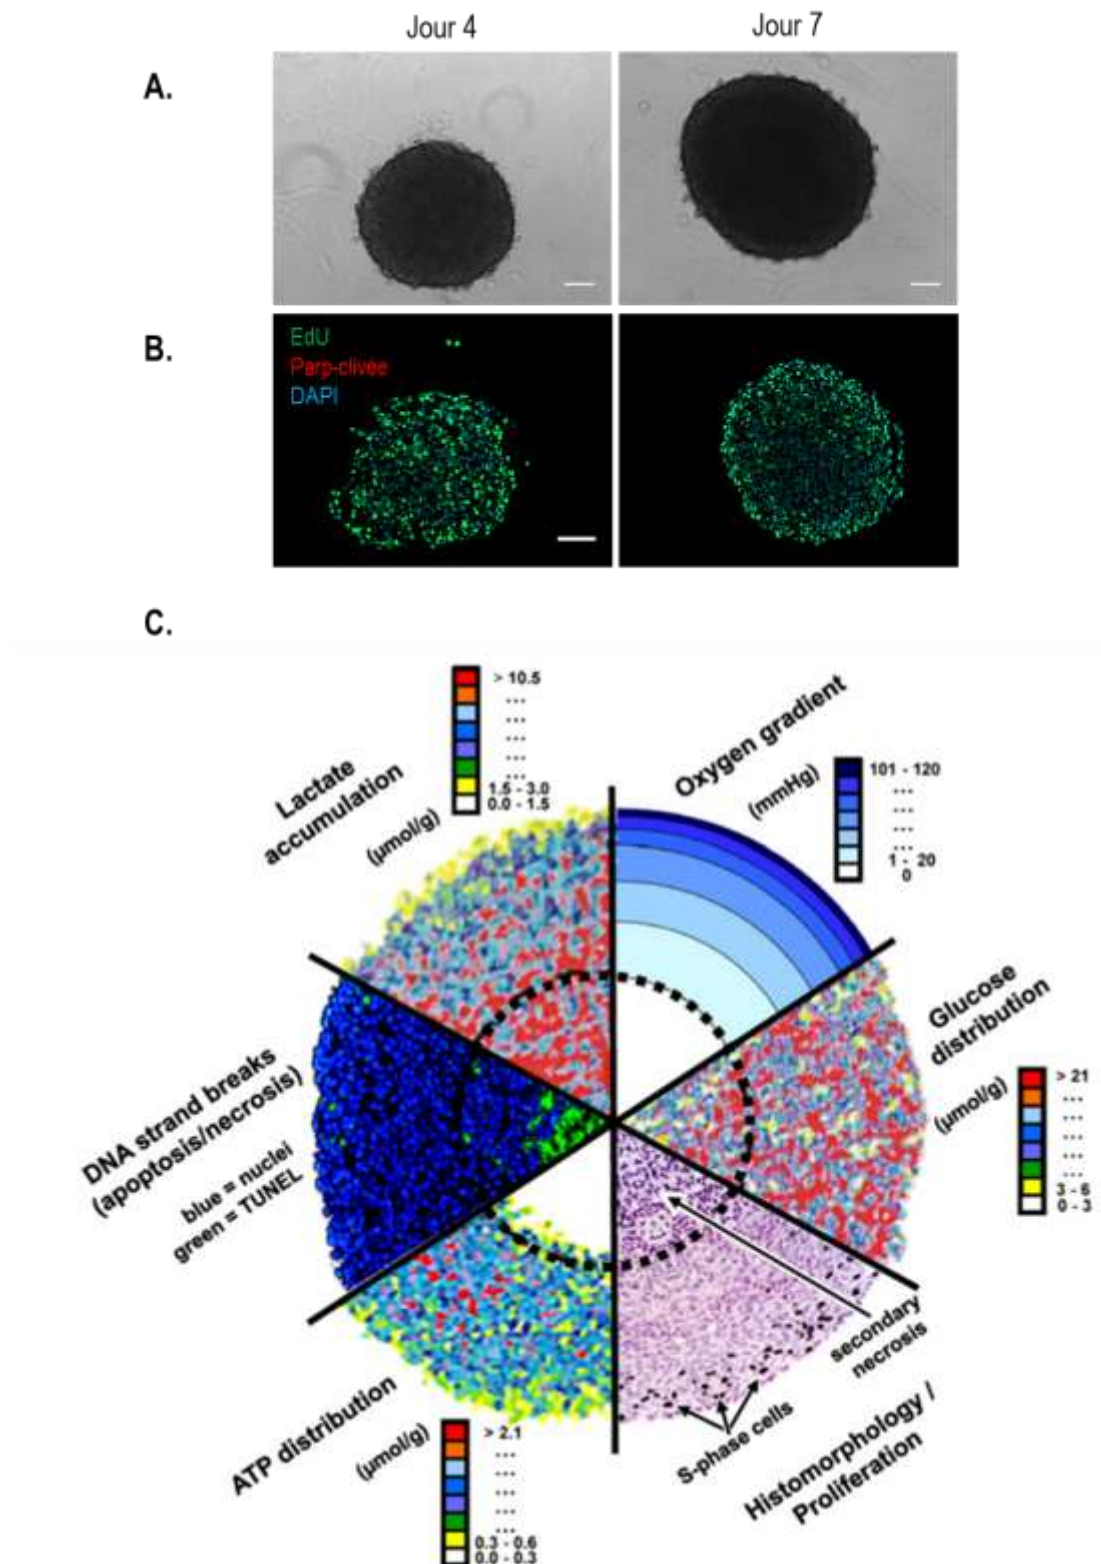 Jour 4
Jour 7
A.
B.
EdU
Parp-clivée
DAPI
C.
Lactate
accumulation
(µmol/g)
> 10.5
...
...
...
...
...
1.5 - 3.0
0.0 - 1.5
Oxygen gradient
(mmHg)
101 - 120
...
...
...
...
1 - 20
0
Glucose
distribution
(µmol/g)
> 21
...
...
...
...
...
3 - 6
0 - 3
DNA strand breaks
(apoptosis/necrosis)
blue = nuclei
green = TUNEL
ATP distribution
(µmol/g)
> 2.1
...
...
...
...
...
0.3 - 0.6
0.0 - 0.3
secondary
necrosis
S-phase cells
Histomorphology /
Proliferation